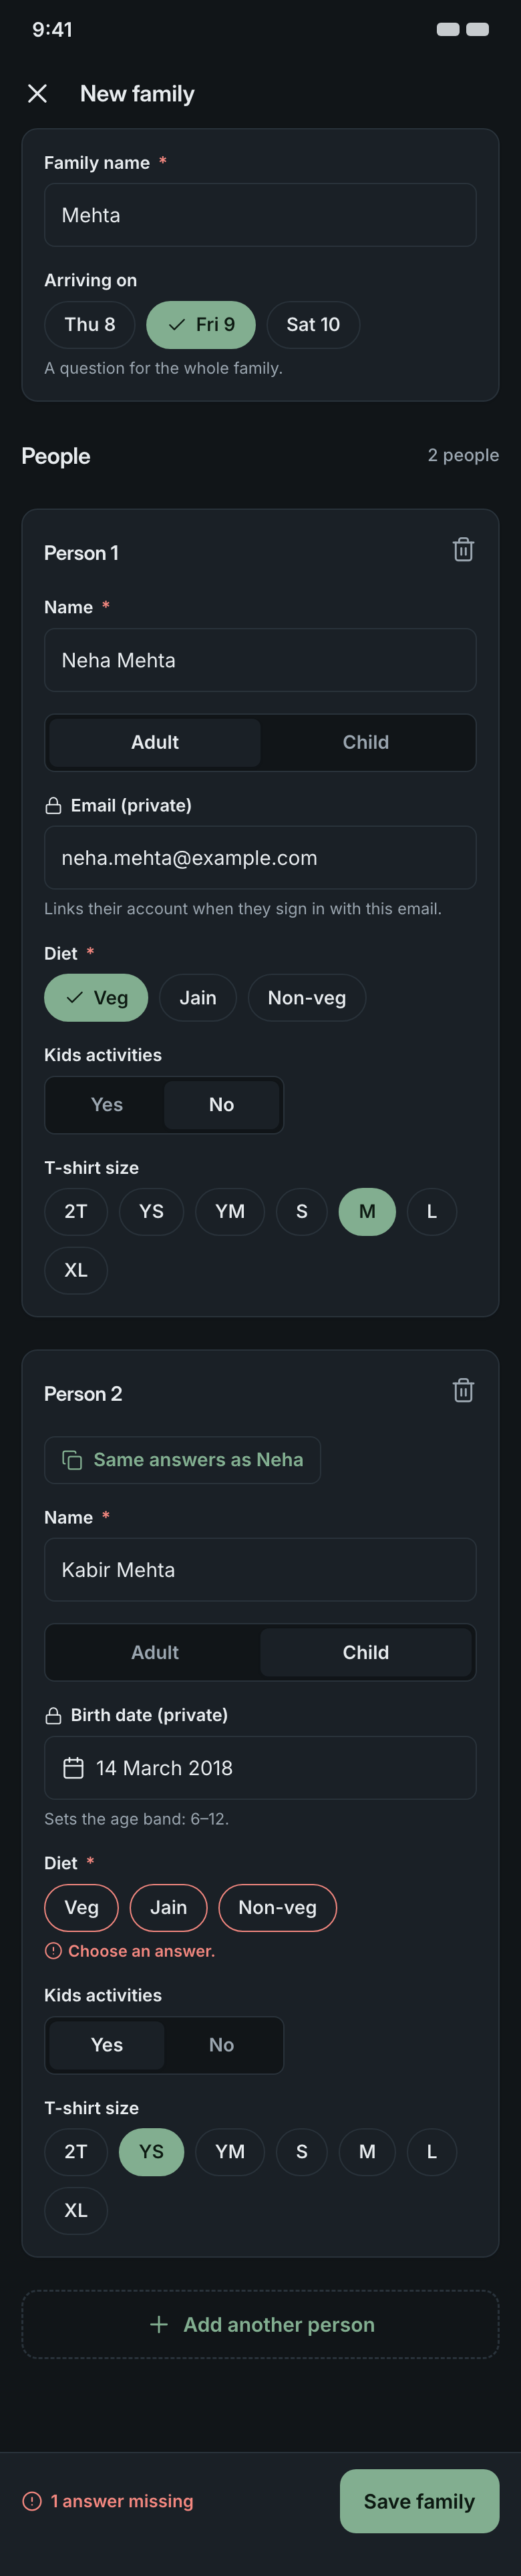 9:41
New family
Family name *
Mehta
Arriving on
Thu 8 Fri 9 Sat 10
A question for the whole family.
People 2 people
Person 1
Name *
Neha Mehta
Adult Child
Email (private)
neha.mehta@example.com
Links their account when they sign in with this email.
Diet *
Veg Jain Non-veg
Kids activities
Yes No
T-shirt size
2T YS YM S M L
XL
Person 2
Same answers as Neha
Name *
Kabir Mehta
Adult Child
Birth date (private)
14 March 2018
Sets the age band: 6–12.
Diet *
Veg Jain Non-veg
Choose an answer.
Kids activities
Yes No
T-shirt size
2T YS YM S M L
XL
Add another person
1 answer missing Save family